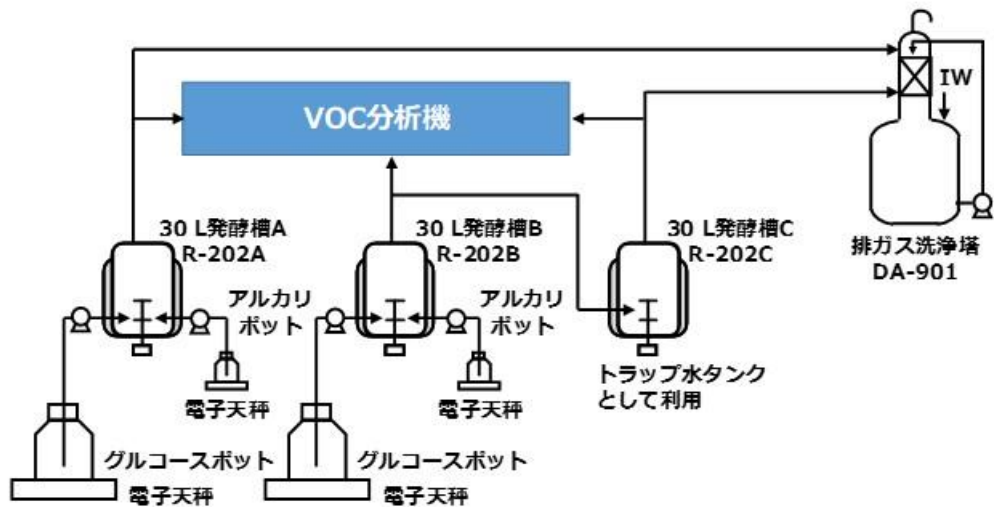 IW
VOC分析機
30 L発酵槽A
R-202A
30 L発酵槽B
R-202B
30 L発酵槽C
R-202C
排ガス洗浄塔
DA-901
アルカリ
ポット
アルカリ
ポット
電子天秤
電子天秤
トラップ水タンク
として利用
グルコースポット
電子天秤
グルコースポット
電子天秤